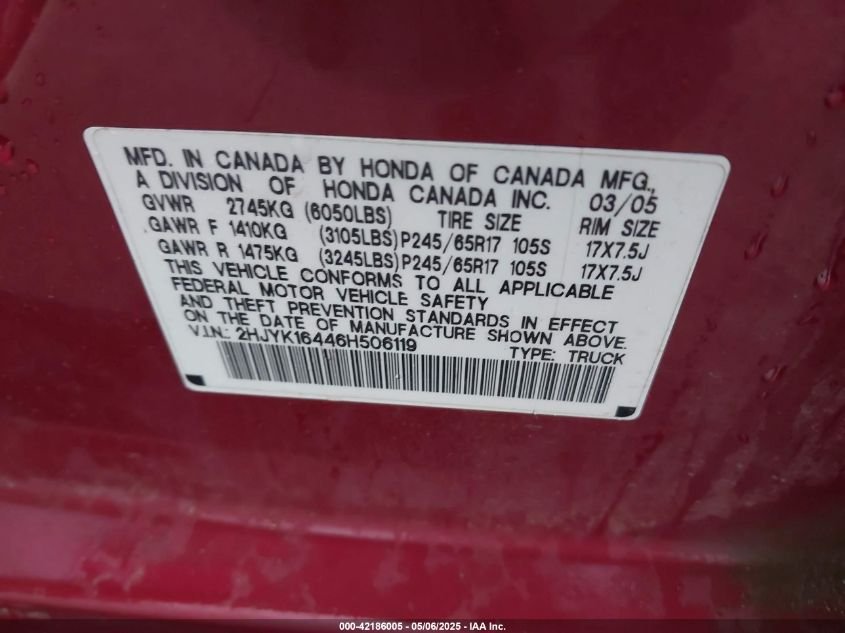 MFD. IN CANADA BY HONDA OF CANADA MFG.,
A DIVISION OF HONDA CANADA INC. 03/05
GVWR 2745KG (6050LBS) TIRE SIZE RIM SIZE
GAWR F 1410KG (3105LBS) P245/65R17 105S 17X7.5J
GAWR R 1475KG (3245LBS) P245/65R17 105S 17X7.5J
THIS VEHICLE CONFORMS TO ALL APPLICABLE
FEDERAL MOTOR VEHICLE SAFETY
AND THEFT PREVENTION STANDARDS IN EFFECT
ON THE DATE OF MANUFACTURE SHOWN ABOVE.
V.I.N.: 2HJYK16446H506119 TYPE: TRUCK
000-42186005 - 05/06/2025 - IAA Inc.